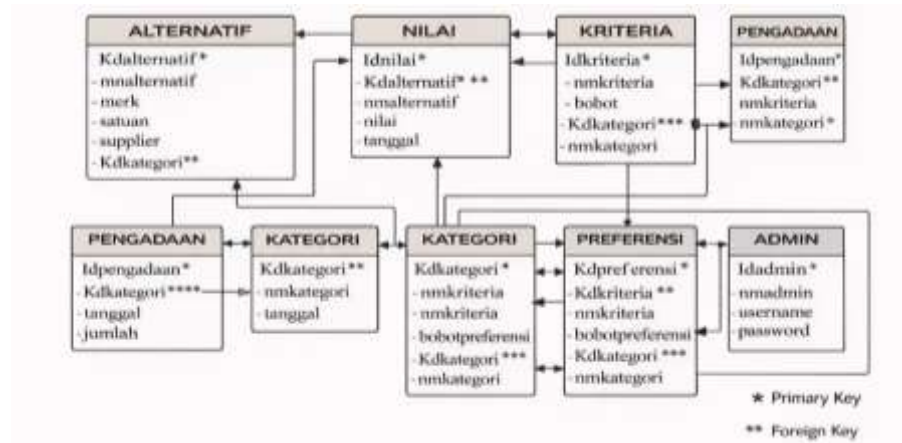 ALTERNATIF
Kdalternatif *
- mnalternatif
- merk
- satuan
- supplier
- Kdkategori**
NILAI
Idnilai *
- Kdalternatif* **
- nmalternatif
- nilai
- tanggal
KRITERIA
Idkriteria *
- nmkriteria
- bobot
- Kdkategori***
- nmkategori
PENGADAAN
Idpengadaan*
Kdkategori**
nmkriteria
nmkategori *
PENGADAAN
Idpengadaan*
- Kdkategori****
- tanggal
- jumlah
KATEGORI
Kdkategori **
- nmkategori
- tanggal
KATEGORI
Kdkategori *
- nmkriteria
- nmkriteria
- bobotpreferensi
- Kdkategori ***
- nmkategori
PREFERENSI
Kdpreferensi *
- Kdkriteria **
- nmkriteria
- bobotpreferensi
- Kdkategori ***
- nmkategori
ADMIN
Idadmin *
- nmadmin
- username
- password
* Primary Key
** Foreign Key